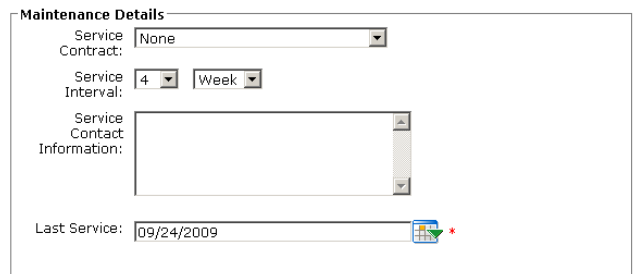 Maintenance Details
Service
Contract:
None
Service
Interval:
4 Week
Service
Contact
Information:
Last Service: 09/24/2009 *